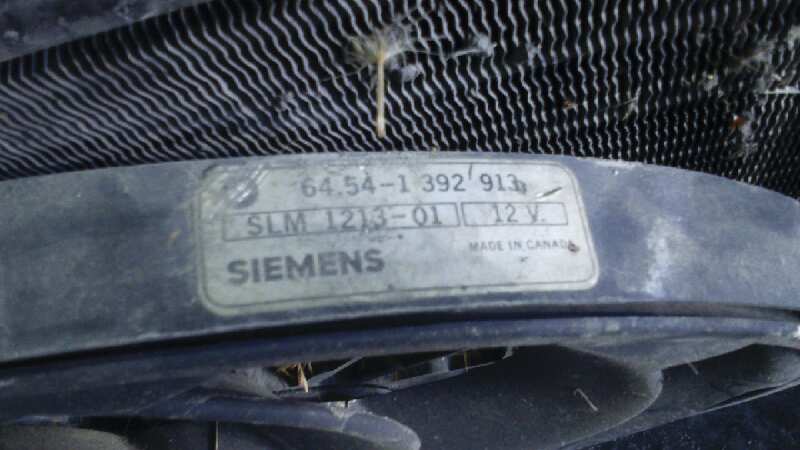 64.54-1 392 913
SLM 1213-01 12 V.
MADE IN CANADA
SIEMENS